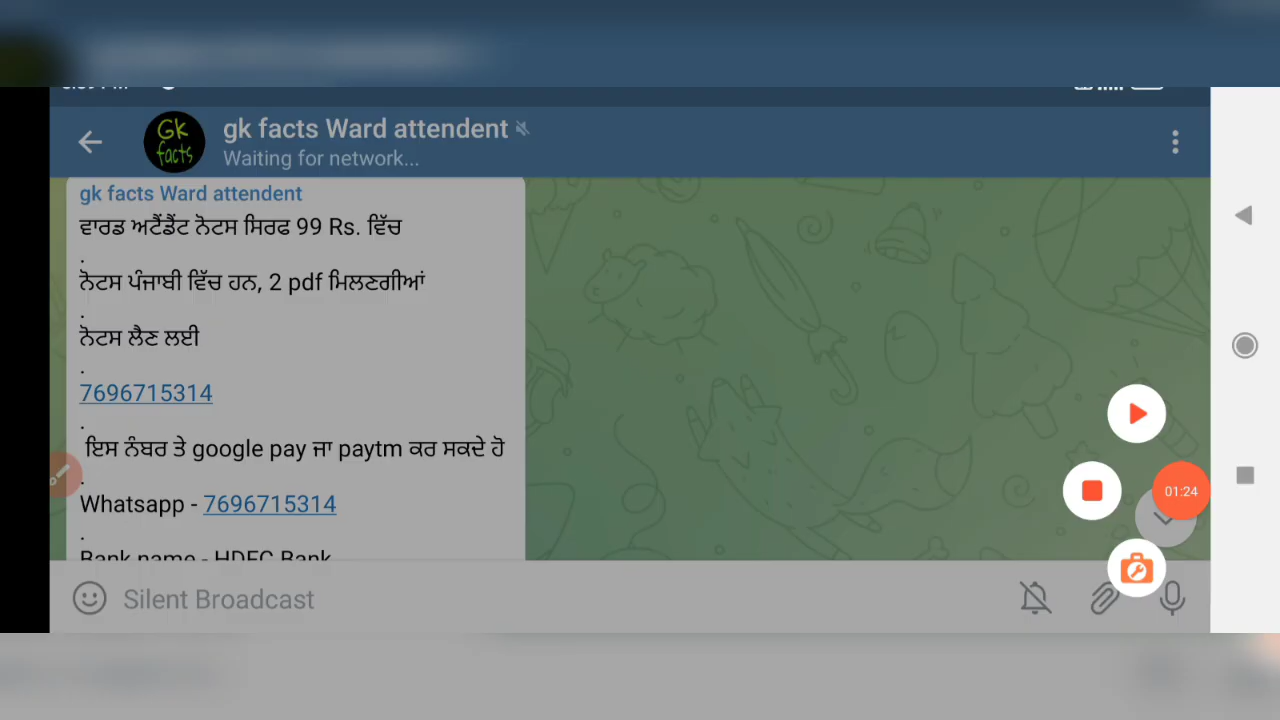 gk facts Ward attendent
Waiting for network...
Gk
facts
gk facts Ward attendent
ਵਾਰਡ ਅਟੈਂਡੈਂਟ ਨੋਟਸ ਸਿਰਫ 99 Rs. ਵਿੱਚ
.
ਨੋਟਸ ਪੰਜਾਬੀ ਵਿੱਚ ਹਨ, 2 pdf ਮਿਲਣਗੀਆਂ
.
ਨੋਟਸ ਲੈਣ ਲਈ
.
7696715314
.
ਇਸ ਨੰਬਰ ਤੇ google pay ਜਾ paytm ਕਰ ਸਕਦੇ ਹੋ
.
Whatsapp - 7696715314
.
Bank name - HDFC Bank
01:24
Silent Broadcast